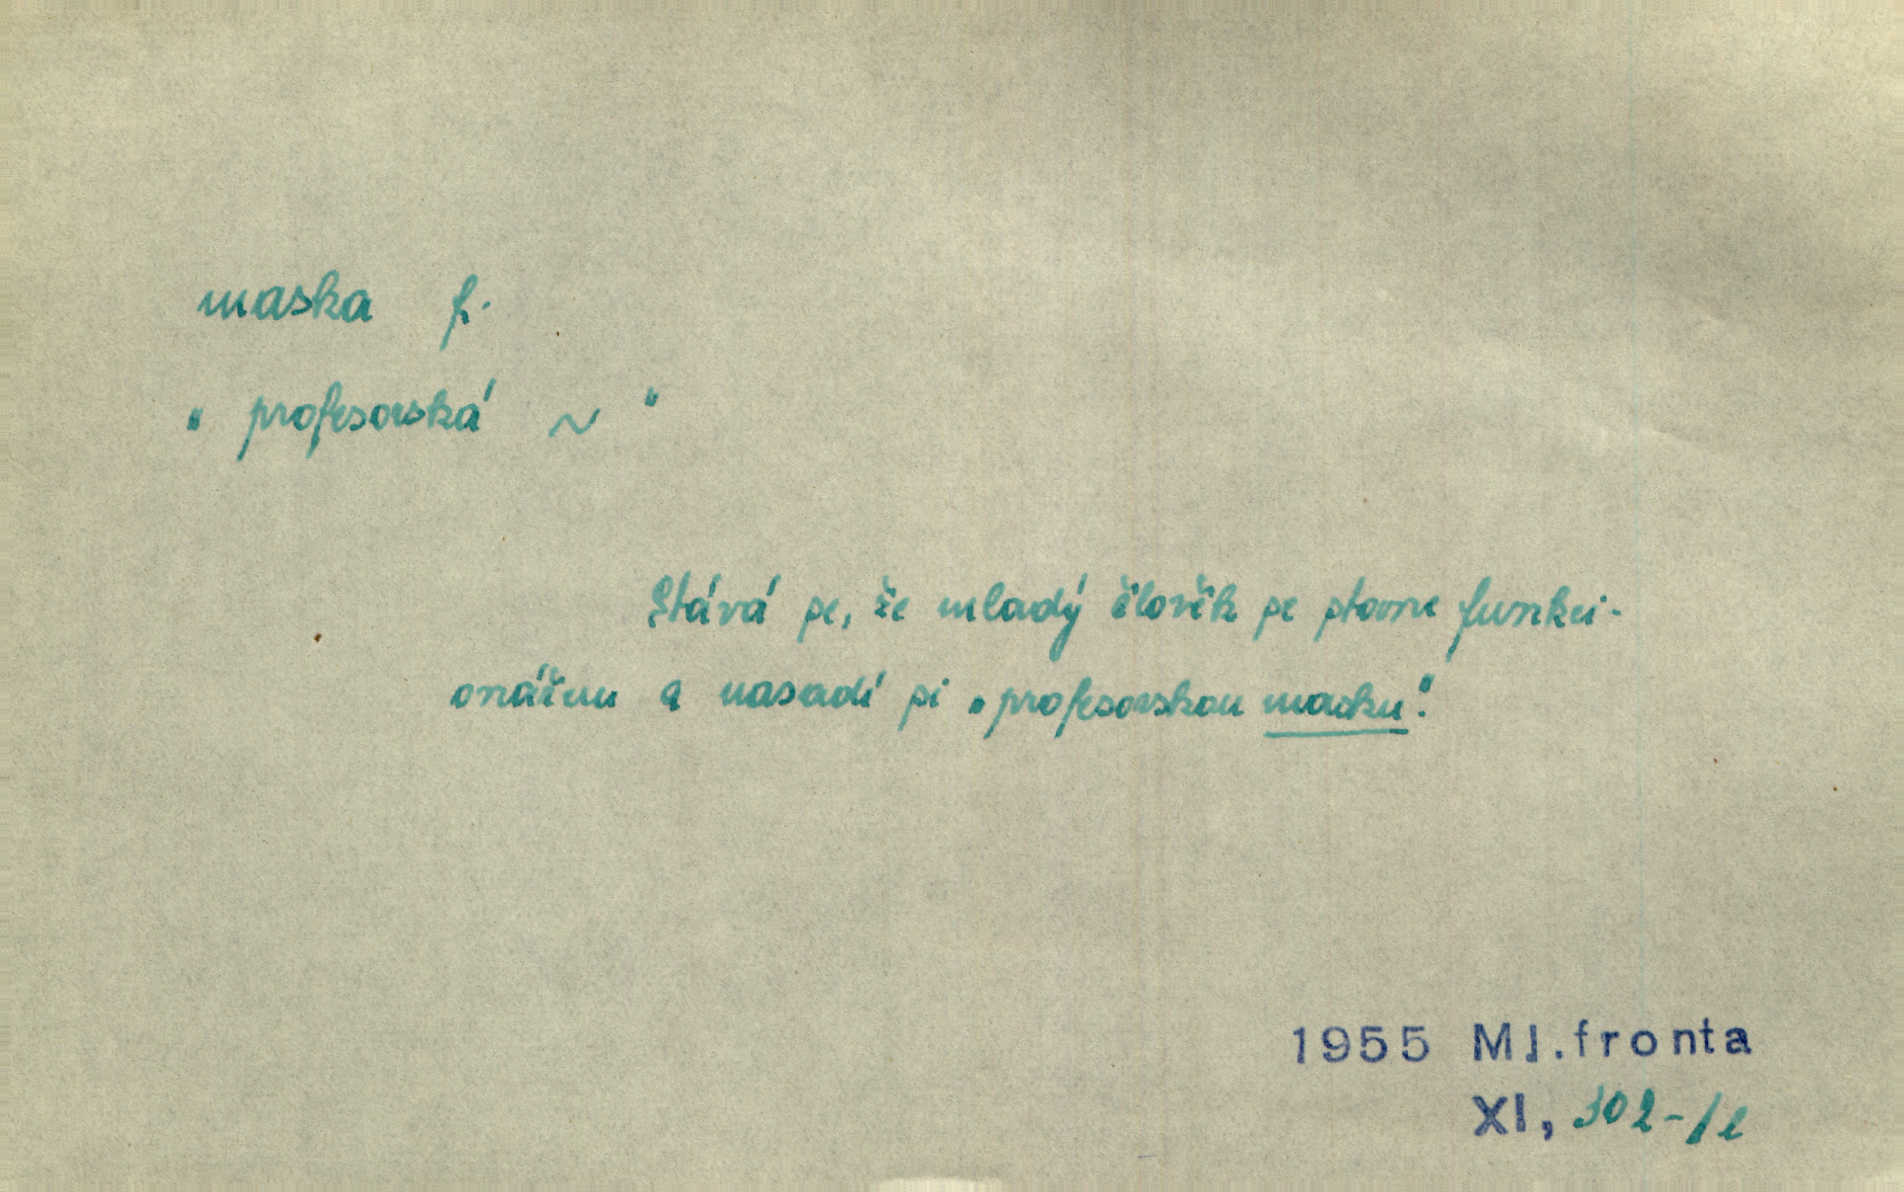 maska f.
„profesorská ~“
Stává se, že mladý člověk se stane funkci-
onářem a nasadí si „profesorskou masku“.
1955 Ml.fronta
XI, 302-1